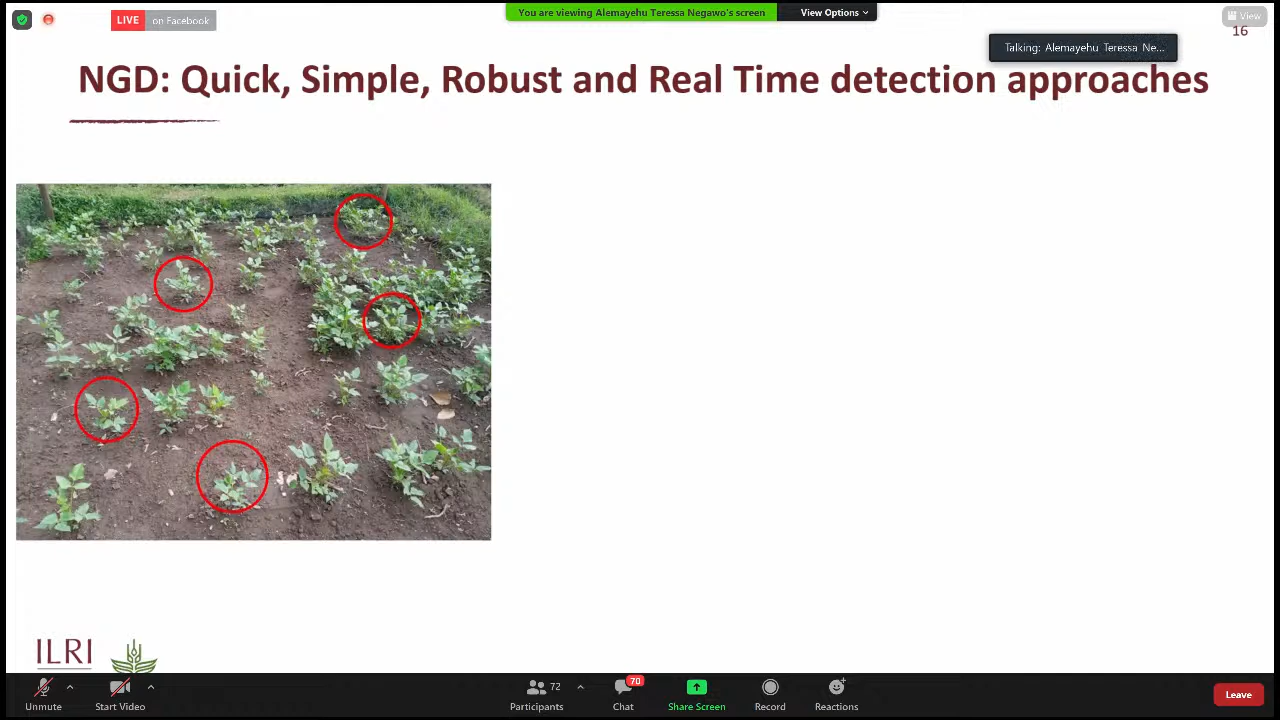 LIVE on Facebook
You are viewing Alemayehu Teressa Negawo's screen
View Options
View
16
Talking: Alemayehu Teressa Ne...
NGD: Quick, Simple, Robust and Real Time detection approaches
ILRI
Unmute
Start Video
72
Participants
70
Chat
Share Screen
Record
Reactions
Leave